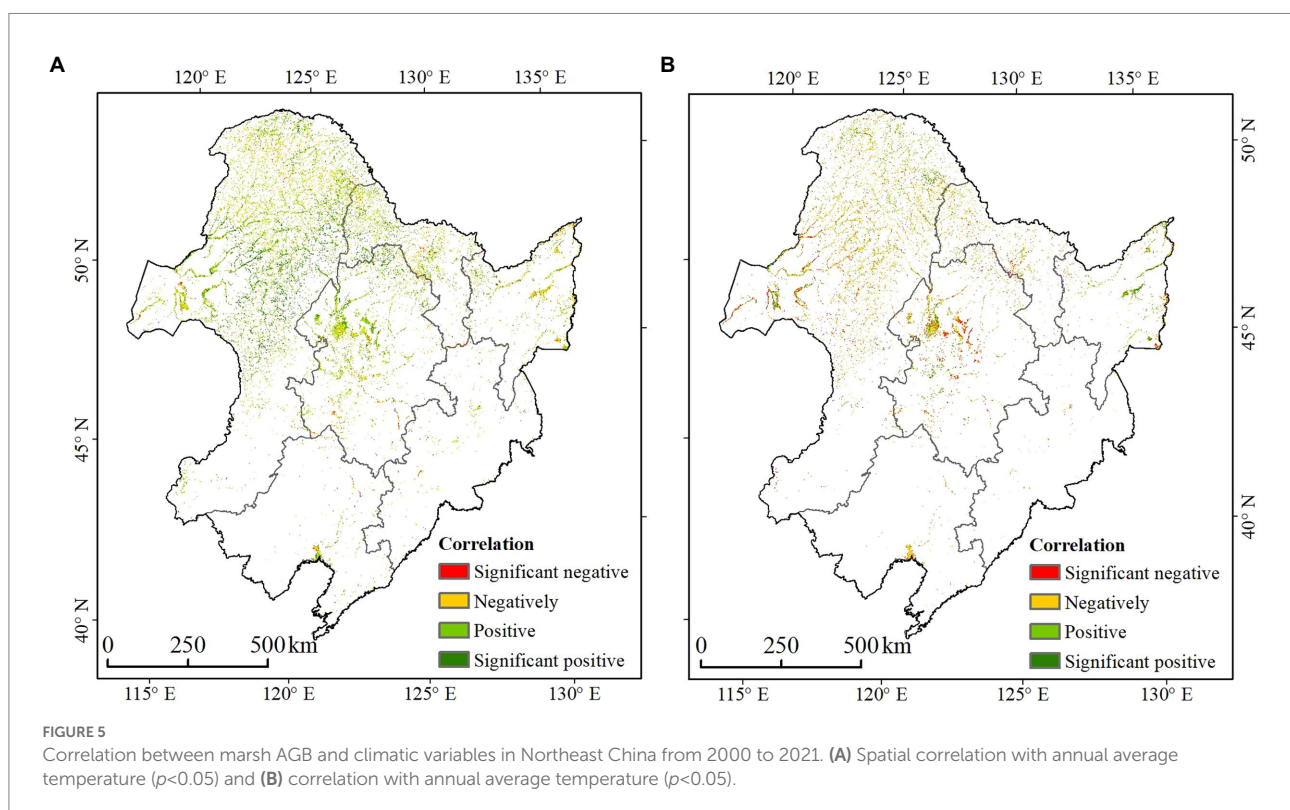 A
120° E 125° E 130° E 135° E
50° N
45° N
40° N
Correlation
Significant negative
Negatively
Positive
Significant positive
0 250 500 km
115° E 120° E 125° E 130° E
B
120° E 125° E 130° E 135° E
50° N
45° N
40° N
Correlation
Significant negative
Negatively
Positive
Significant positive
0 250 500 km
115° E 120° E 125° E 130° E
FIGURE 5
Correlation between marsh AGB and climatic variables in Northeast China from 2000 to 2021. (A) Spatial correlation with annual average
temperature (p<0.05) and (B) correlation with annual average temperature (p<0.05).